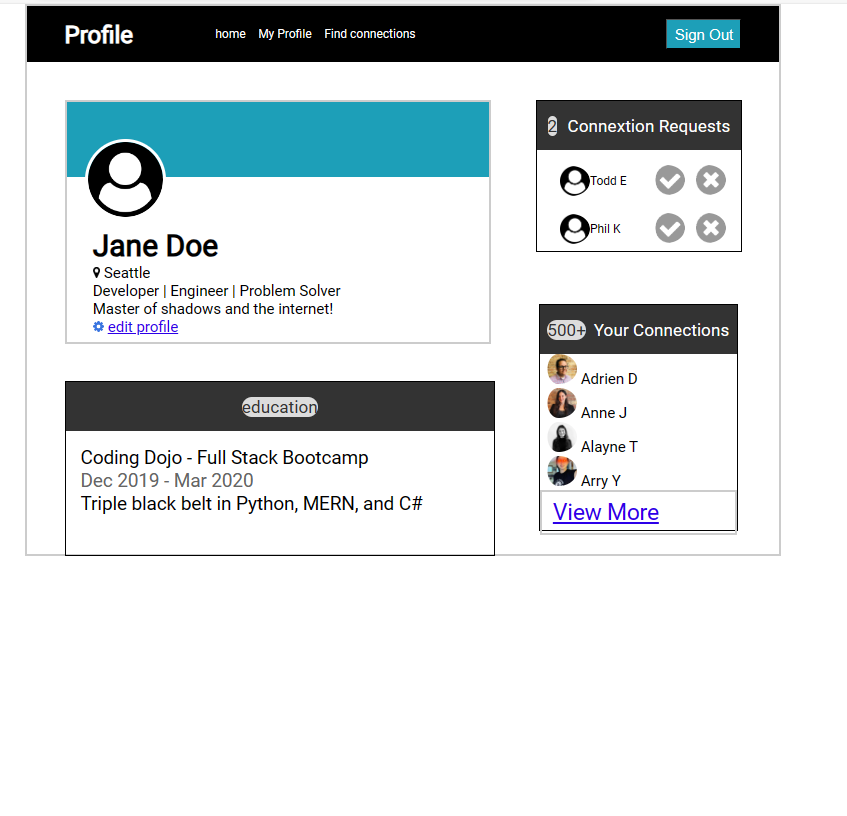 Profile
home My Profile Find connections
Sign Out
Jane Doe
Seattle
Developer | Engineer | Problem Solver
Master of shadows and the internet!
edit profile
education
Coding Dojo - Full Stack Bootcamp
Dec 2019 - Mar 2020
Triple black belt in Python, MERN, and C#
2 Connextion Requests
Todd E
Phil K
500+ Your Connections
Adrien D
Anne J
Alayne T
Arry Y
View More